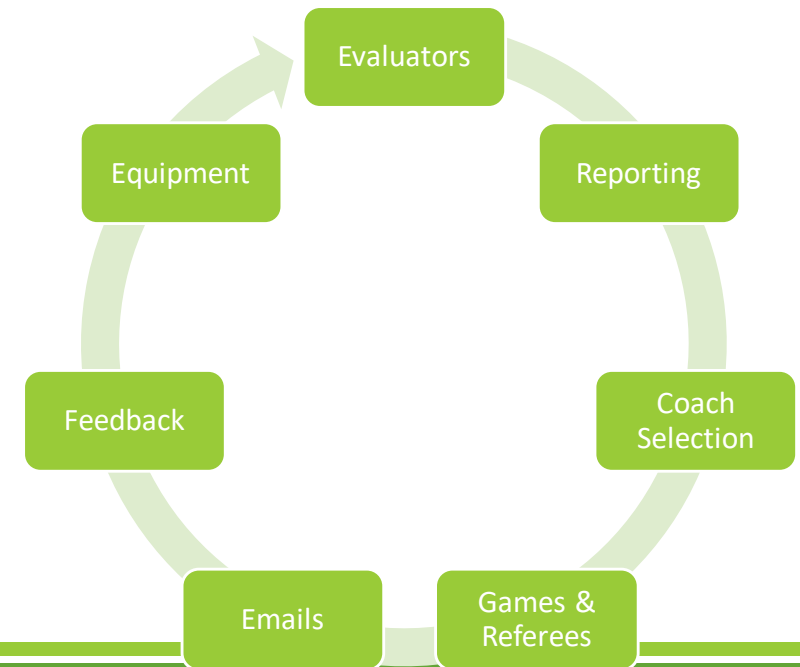 Evaluators
Reporting
Coach
Selection
Games &
Referees
Emails
Feedback
Equipment